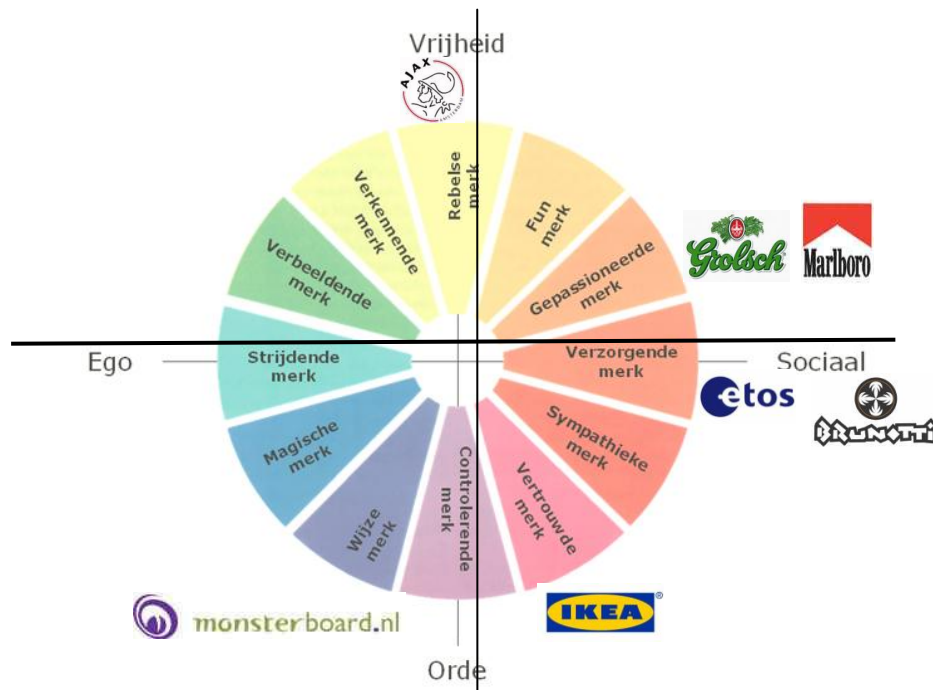 Vrijheid
AJAX
AMSTERDAM
Rebelse
merk
Fun
merk
Verkennende
merk
Gepassioneerde
merk
Grolsch
Marlboro
Verbeeldende
merk
Ego
Strijdende
merk
Verzorgende
merk
Sociaal
etos
BRUNOTTI
Magische
merk
Sympathieke
merk
Wijze
merk
Controlerende
merk
Vertrouwde
merk
monsterboard.nl
IKEA®
Orde